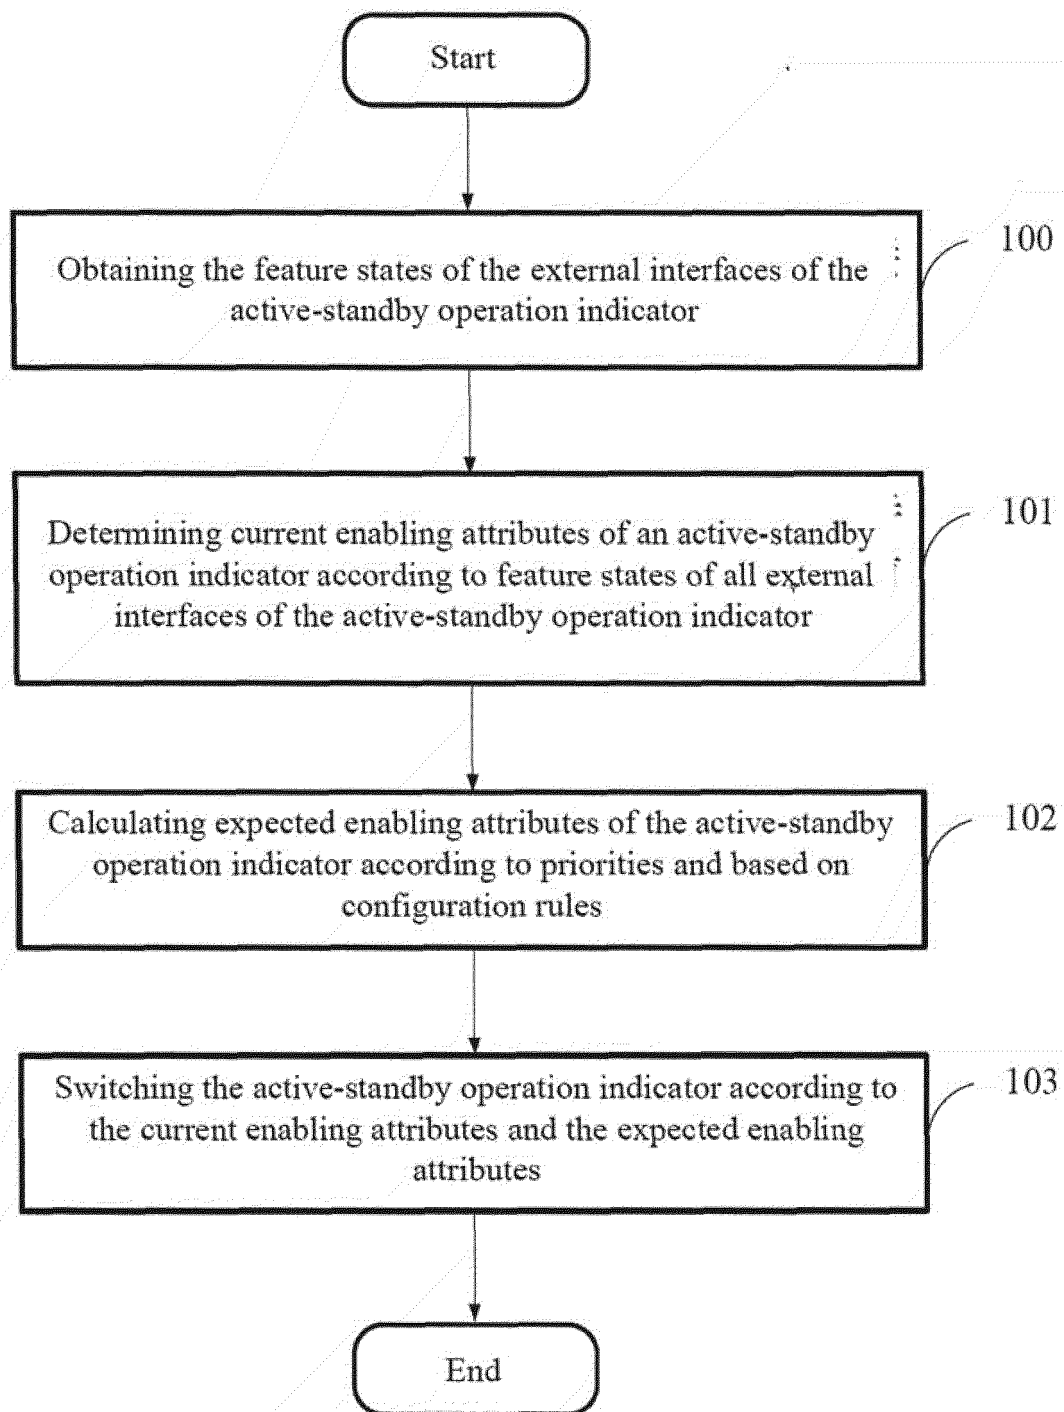 Start
100
Obtaining the feature states of the external interfaces of the
active-standby operation indicator
101
Determining current enabling attributes of an active-standby
operation indicator according to feature states of all external
interfaces of the active-standby operation indicator
102
Calculating expected enabling attributes of the active-standby
operation indicator according to priorities and based on
configuration rules
103
Switching the active-standby operation indicator according to
the current enabling attributes and the expected enabling
attributes
End